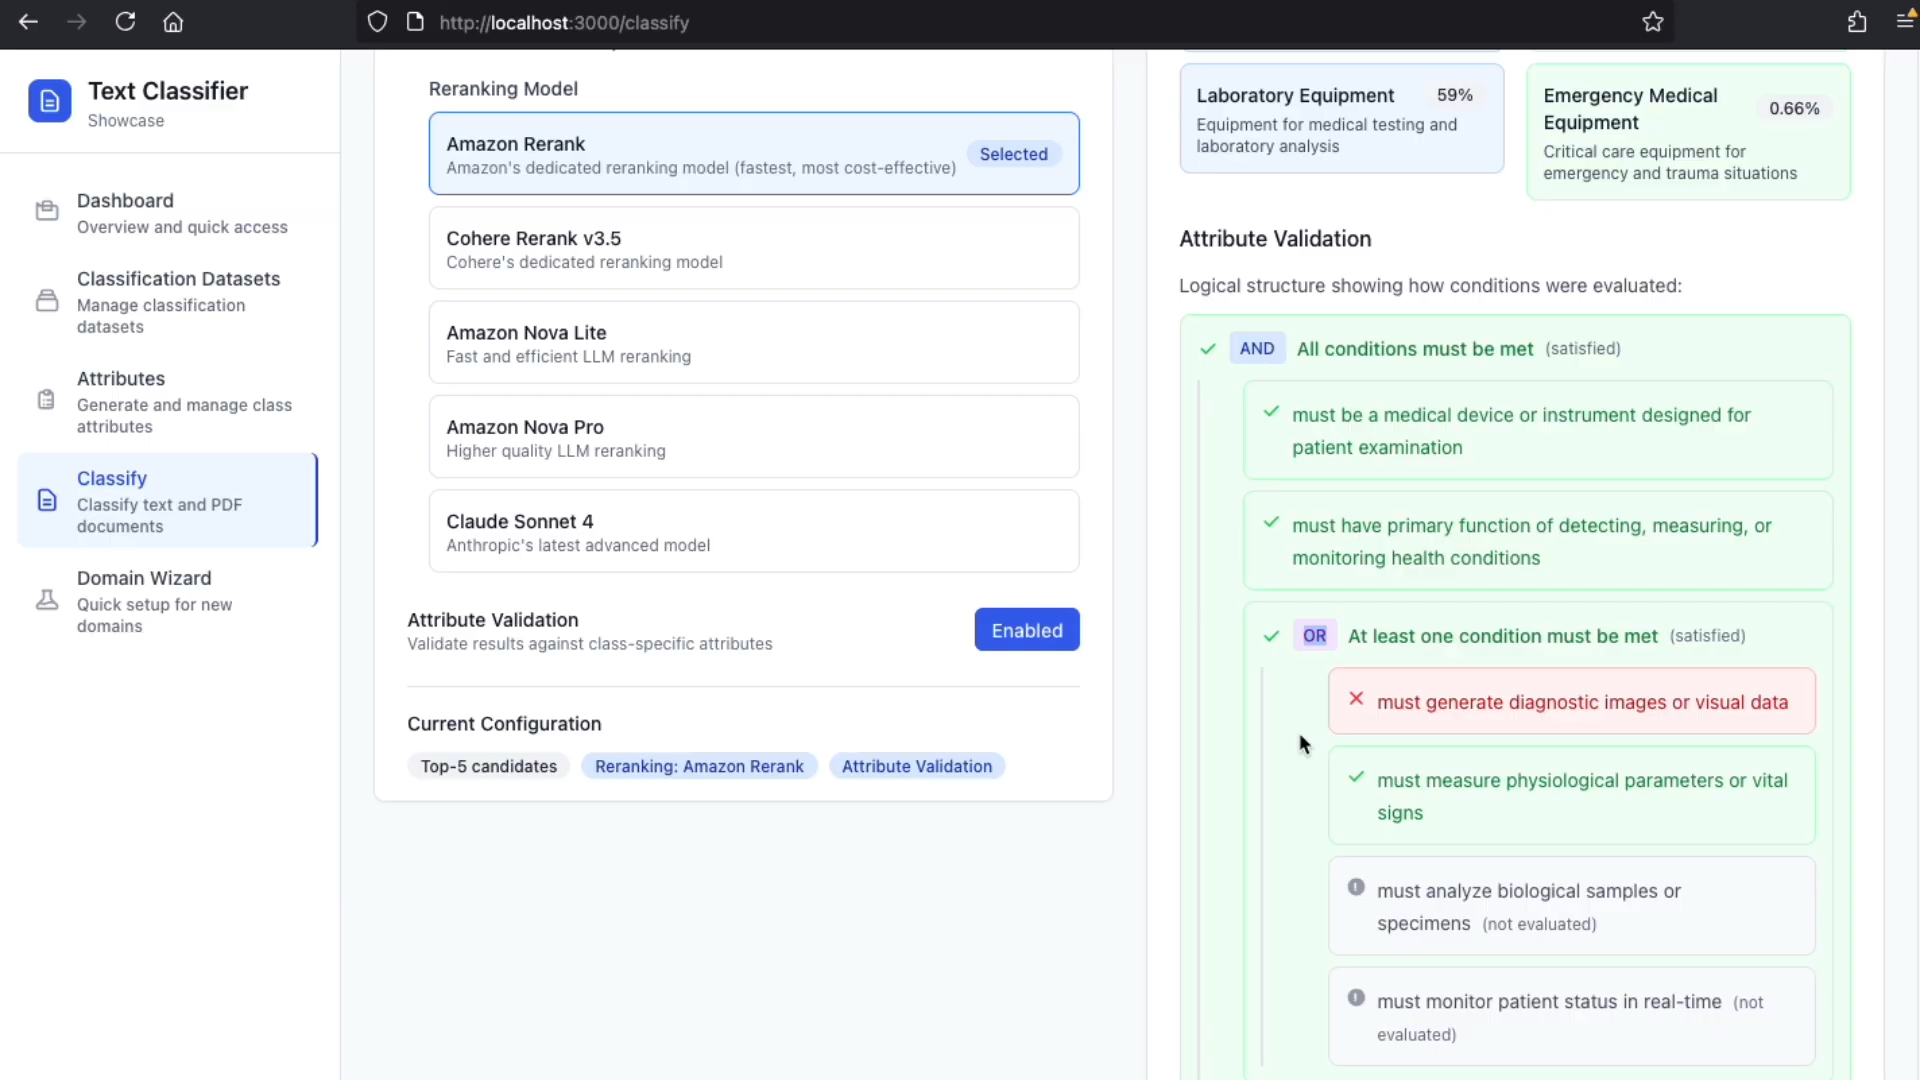 http://localhost:3000/classify
Text Classifier
Showcase
Dashboard
Overview and quick access
Classification Datasets
Manage classification
datasets
Attributes
Generate and manage class
attributes
Classify
Classify text and PDF
documents
Domain Wizard
Quick setup for new
domains
Reranking Model
Amazon Rerank
Amazon's dedicated reranking model (fastest, most cost-effective)
Selected
Cohere Rerank v3.5
Cohere's dedicated reranking model
Amazon Nova Lite
Fast and efficient LLM reranking
Amazon Nova Pro
Higher quality LLM reranking
Claude Sonnet 4
Anthropic's latest advanced model
Attribute Validation
Validate results against class-specific attributes
Enabled
Current Configuration
Top-5 candidates
Reranking: Amazon Rerank
Attribute Validation
Laboratory Equipment
59%
Equipment for medical testing and
laboratory analysis
Emergency Medical
Equipment
0.66%
Critical care equipment for
emergency and trauma situations
Attribute Validation
Logical structure showing how conditions were evaluated:
AND All conditions must be met (satisfied)
must be a medical device or instrument designed for
patient examination
must have primary function of detecting, measuring, or
monitoring health conditions
OR At least one condition must be met (satisfied)
must generate diagnostic images or visual data
must measure physiological parameters or vital
signs
must analyze biological samples or
specimens (not evaluated)
must monitor patient status in real-time (not
evaluated)